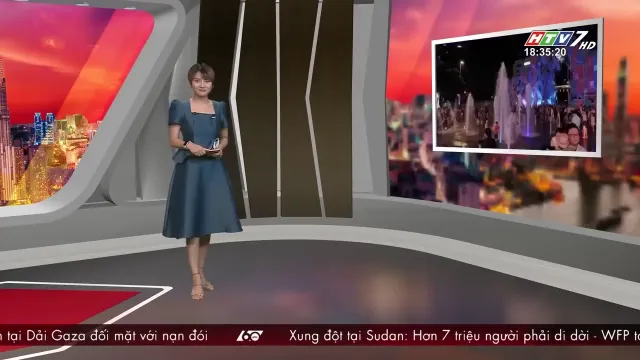 HTV7 HD
18:35:20
n tại Dải Gaza đối mặt với nạn đói 60 Xung đột tại Sudan: Hơn 7 triệu người phải di dời - WFP t